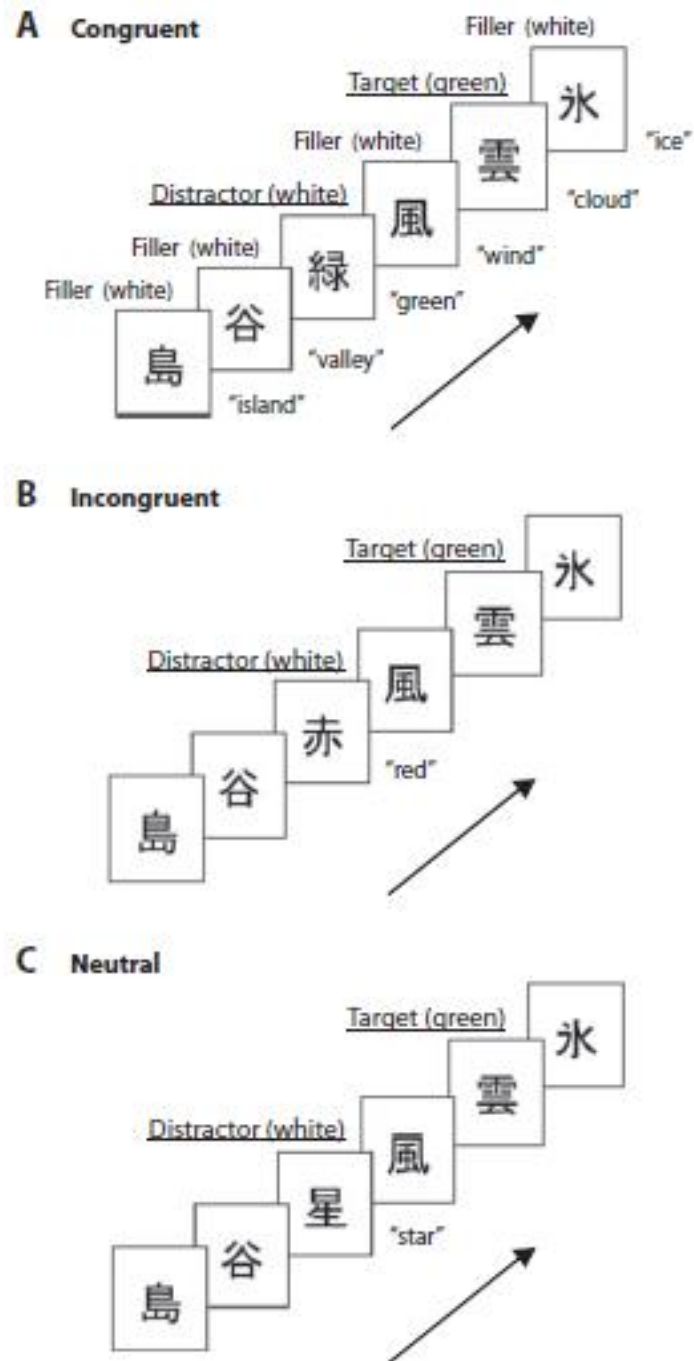 A Congruent
Filler (white)
氷
"ice"
Target (green)
雲
"cloud"
Filler (white)
風
"wind"
Distractor (white)
緑
"green"
Filler (white)
谷
"valley"
Filler (white)
島
"island"
B Incongruent
氷
Target (green)
雲
風
Distractor (white)
赤
"red"
谷
島
C Neutral
氷
Target (green)
雲
風
Distractor (white)
星
"star"
谷
島